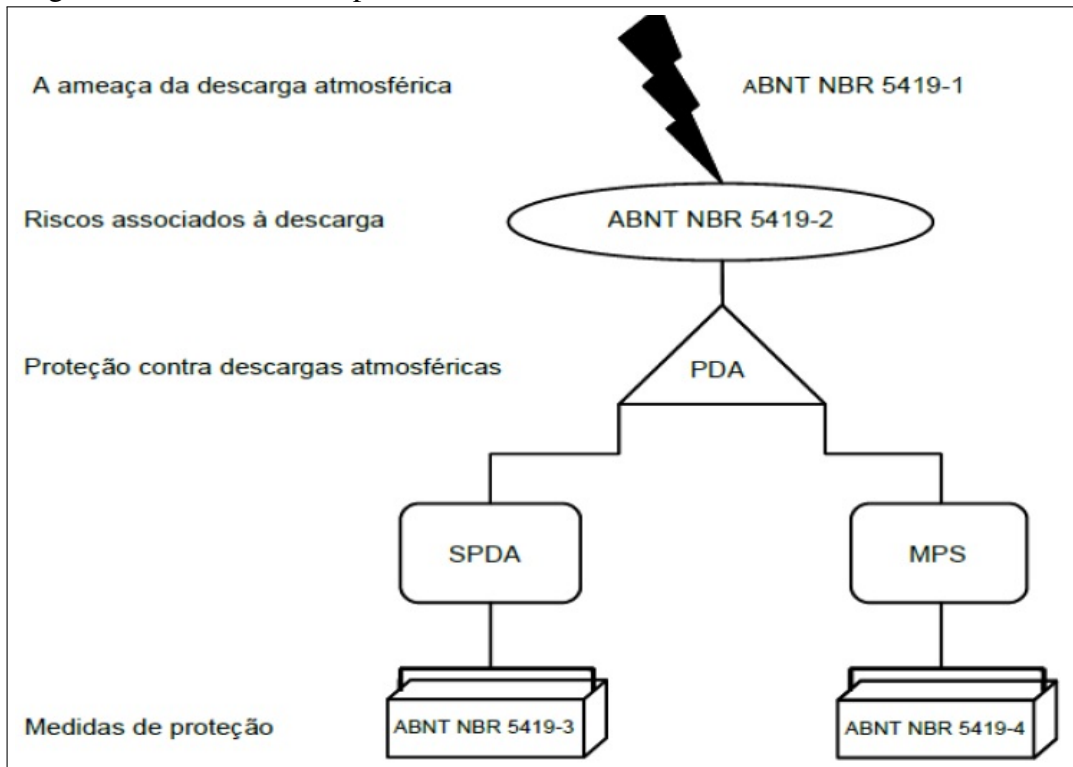 A ameaça da descarga atmosférica
ABNT NBR 5419-1
Riscos associados à descarga
ABNT NBR 5419-2
Proteção contra descargas atmosféricas
PDA
SPDA
MPS
Medidas de proteção
ABNT NBR 5419-3
ABNT NBR 5419-4